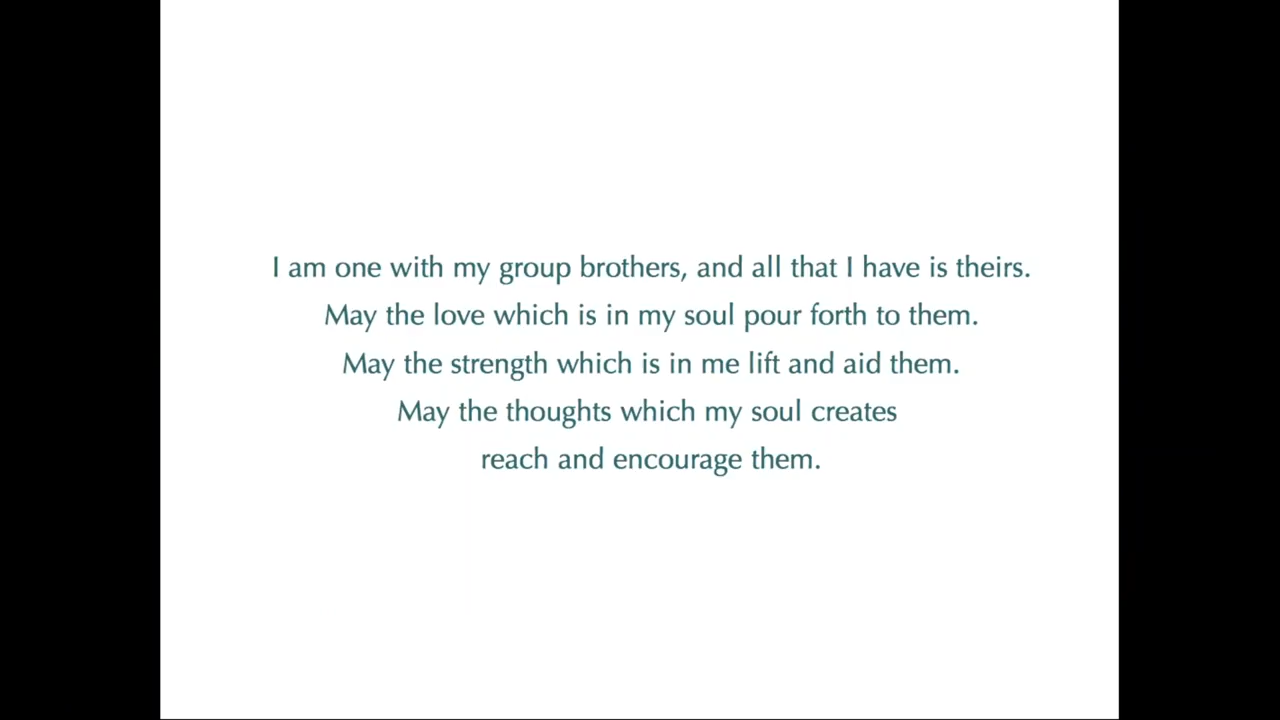 I am one with my group brothers, and all that I have is theirs.
May the love which is in my soul pour forth to them.
May the strength which is in me lift and aid them.
May the thoughts which my soul creates
reach and encourage them.